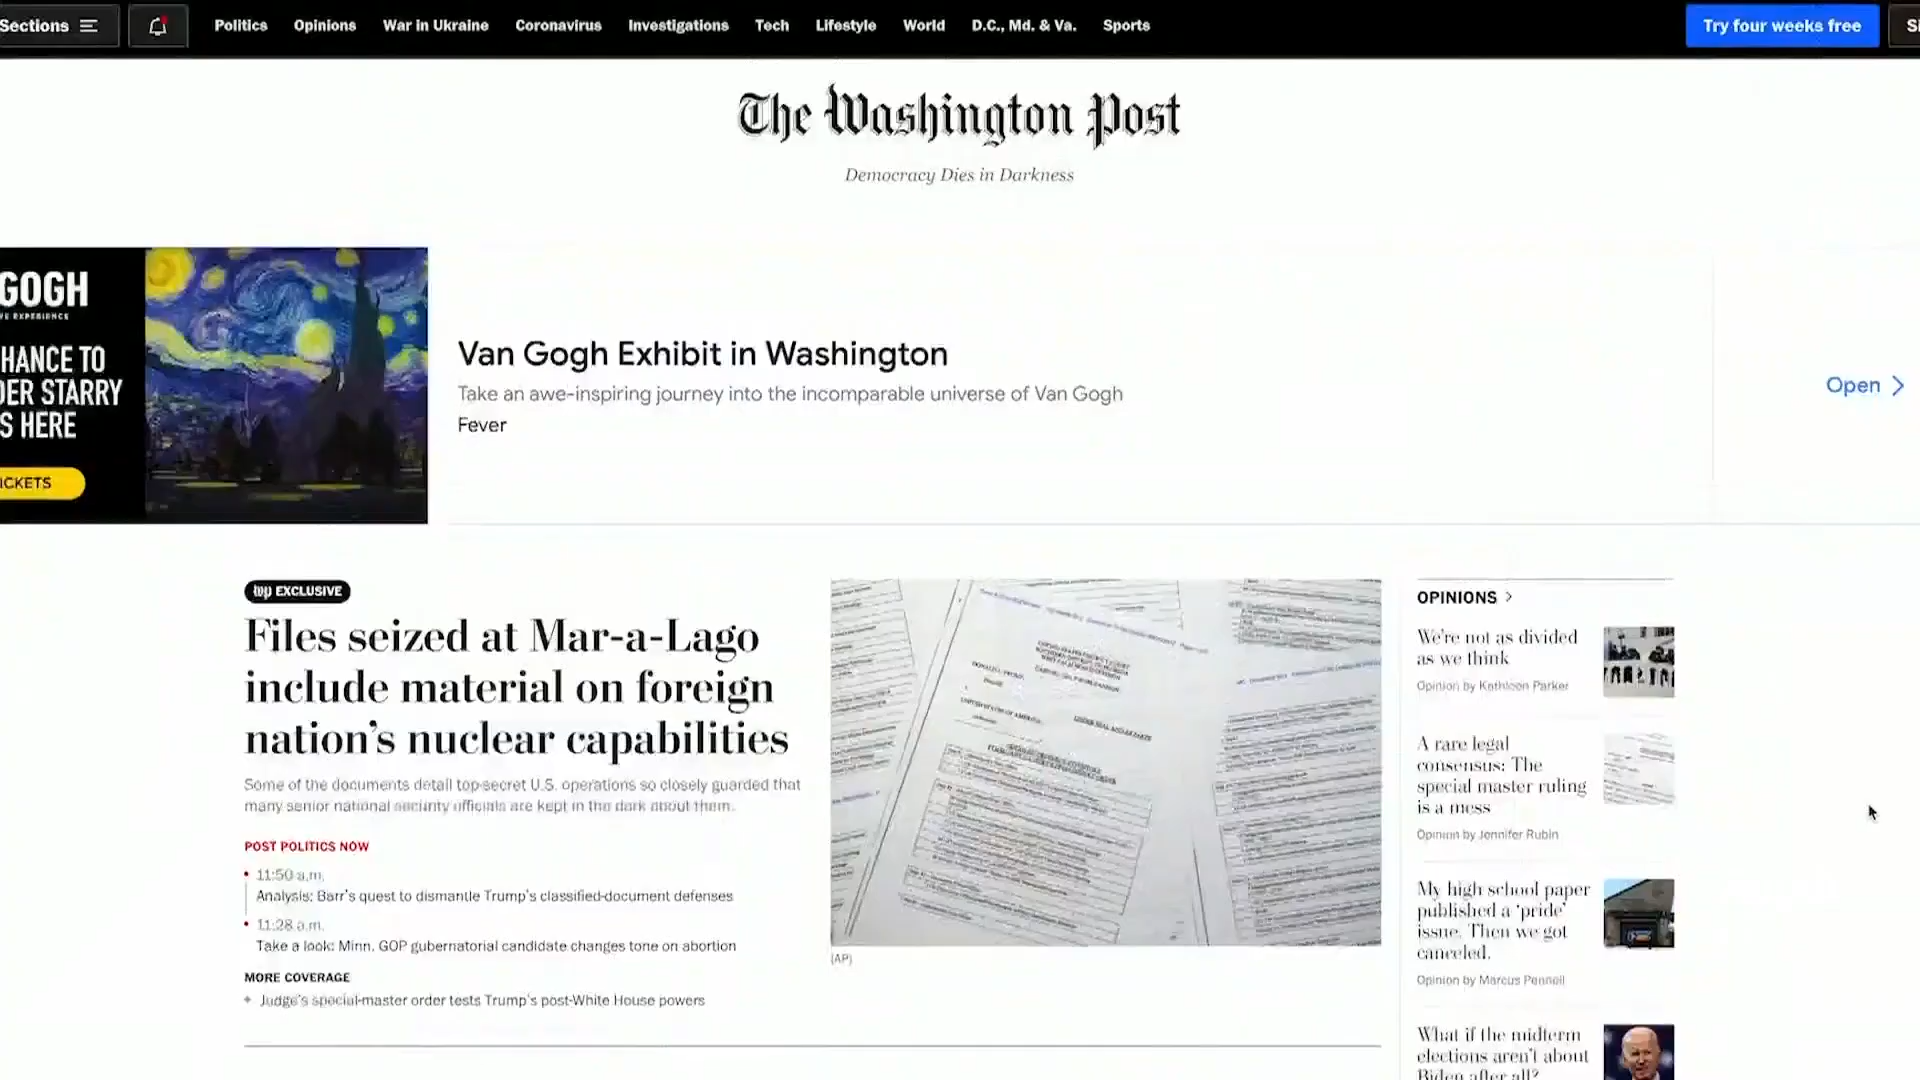 Sections
Politics
Opinions
War in Ukraine
Coronavirus
Investigations
Tech
Lifestyle
World
D.C., Md. & Va.
Sports
Try four weeks free
The Washington Post
Democracy Dies in Darkness
GOGH
EXPERIENCE
HANCE TO
DER STARRY
S HERE
ICKETS
Van Gogh Exhibit in Washington
Take an awe-inspiring journey into the incomparable universe of Van Gogh
Fever
Open
wp EXCLUSIVE
Files seized at Mar-a-Lago
include material on foreign
nation's nuclear capabilities
Some of the documents detail top-secret U.S. operations so closely guarded that
many senior national security officials are kept in the dark about them.
POST POLITICS NOW
11:50 a.m.
Analysis: Barr's quest to dismantle Trump's classified-document defenses
11:28 a.m.
Take a look: Minn. GOP gubernatorial candidate changes tone on abortion
MORE COVERAGE
Judge's special-master order tests Trump's post-White House powers
(AP)
OPINIONS
We're not as divided
as we think
Opinion by Kathleen Parker
A rare legal
consensus: The
special master ruling
is a mess
Opinion by Jennifer Rubin
My high school paper
published a 'pride'
issue. Then we got
canceled.
Opinion by Marcus Pennell
What if the midterm
elections aren't about
Biden after all?